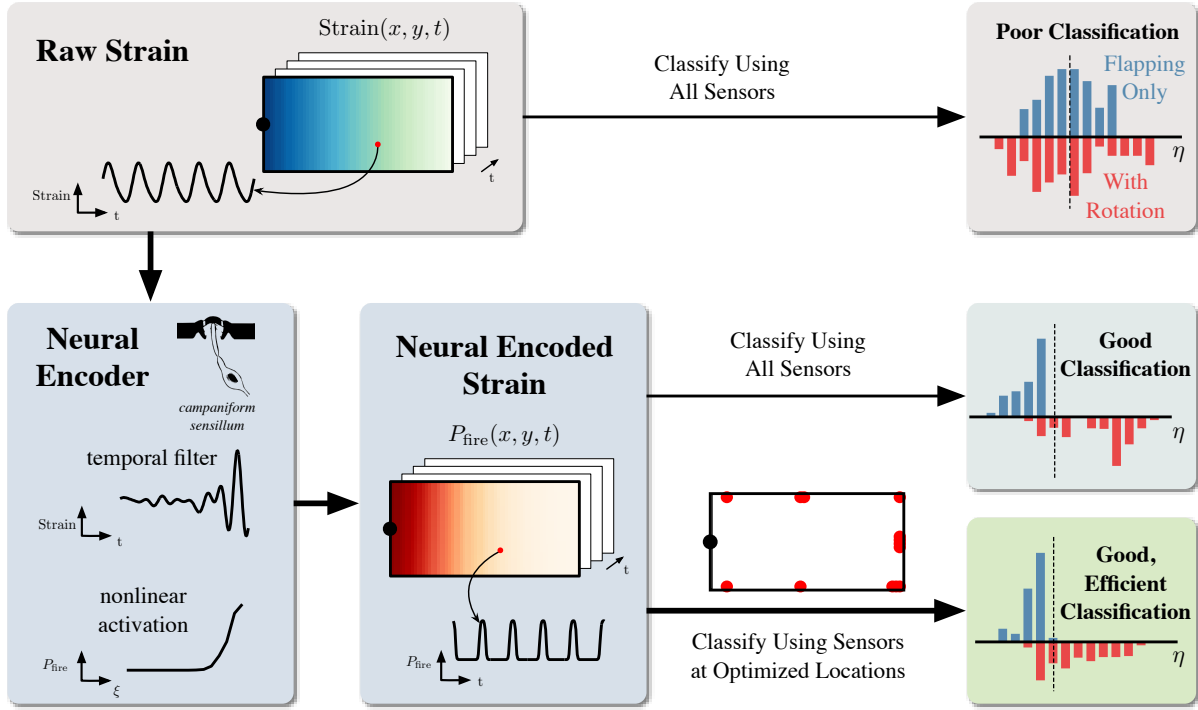 Raw Strain
Strain(x, y, t)
Strain
t
t
Classify Using
All Sensors
Poor Classification
Flapping
Only
η
With
Rotation
Neural
Encoder
campaniform
sensillum
temporal filter
Strain
t
nonlinear
activation
P_fire
ξ
Neural Encoded
Strain
P_fire(x, y, t)
t
P_fire
t
Classify Using
All Sensors
Good
Classification
η
Classify Using Sensors
at Optimized Locations
Good,
Efficient
Classification
η